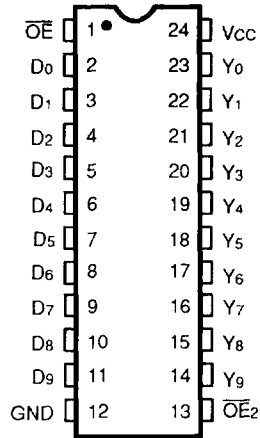 O̅E̅ 1 24 Vcc
D0 2 23 Y0
D1 3 22 Y1
D2 4 21 Y2
D3 5 20 Y3
D4 6 19 Y4
D5 7 18 Y5
D6 8 17 Y6
D7 9 16 Y7
D8 10 15 Y8
D9 11 14 Y9
GND 12 13 O̅E̅2